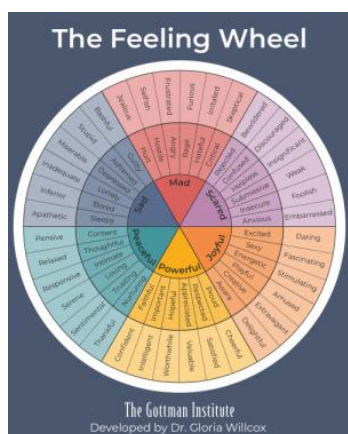 The Feeling Wheel
Jealous
Selfish
Frustrated
Furious
Irritated
Skeptical
Bewildered
Discouraged
Insignificant
Weak
Foolish
Embarrassed
Daring
Fascinating
Stimulating
Amused
Extravagant
Delightful
Cheerful
Satisfied
Valuable
Worthwhile
Intelligent
Confident
Thankful
Sentimental
Serene
Responsive
Relaxed
Pensive
Apathetic
Inferior
Inadequate
Miserable
Stupid
Bashful
Hurt
Hostile
Angry
Rage
Hateful
Critical
Rejected
Confused
Helpless
Submissive
Insecure
Anxious
Excited
Sexy
Energetic
Playful
Creative
Aware
Proud
Respected
Appreciated
Hopeful
Important
Faithful
Nurturing
Trusting
Loving
Intimate
Thoughtful
Content
Sleepy
Bored
Lonely
Depressed
Ashamed
Guilty
Mad
Scared
Joyful
Powerful
Peaceful
Sad
The Gottman Institute
Developed by Dr. Gloria Willcox